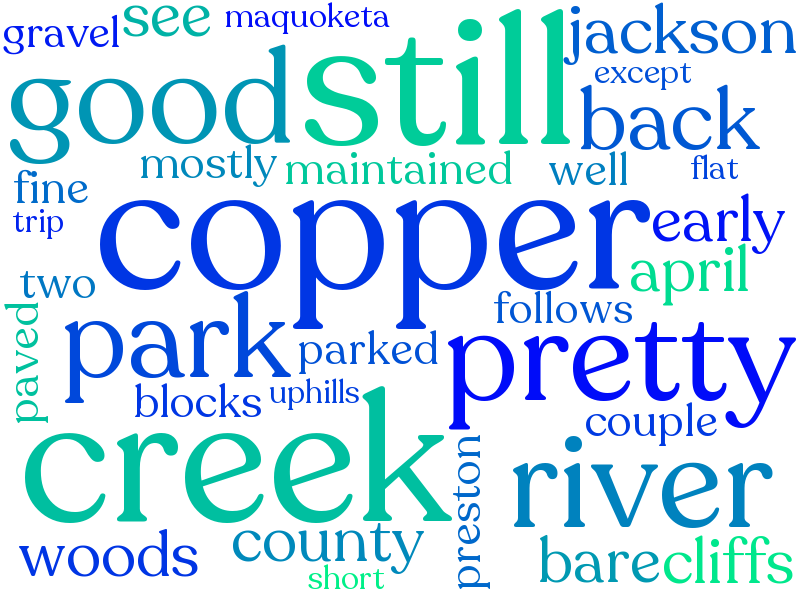 gravel
see
maquoketa
jackson
good
still
except
back
mostly
maintained
well
flat
fine
trip
copper
early
april
two
follows
paved
park
parked
pretty
blocks
uphills
couple
creek
preston
river
woods
county
short
bare
cliffs